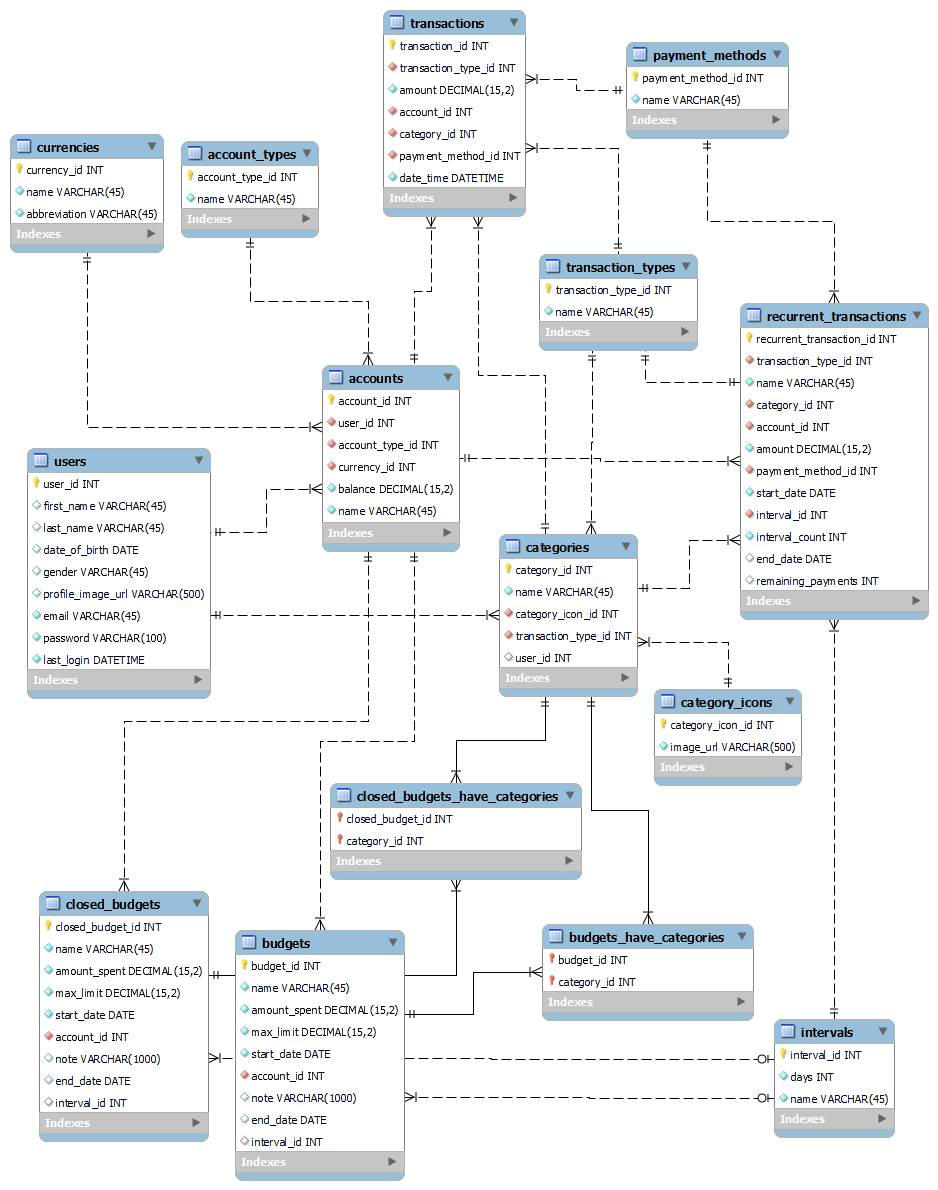 transactions
transaction_id INT
transaction_type_id INT
amount DECIMAL(15,2)
account_id INT
category_id INT
payment_method_id INT
date_time DATETIME
Indexes
payment_methods
payment_method_id INT
name VARCHAR(45)
Indexes
currencies
currency_id INT
name VARCHAR(45)
abbreviation VARCHAR(45)
Indexes
account_types
account_type_id INT
name VARCHAR(45)
Indexes
transaction_types
transaction_type_id INT
name VARCHAR(45)
Indexes
recurrent_transactions
recurrent_transaction_id INT
transaction_type_id INT
name VARCHAR(45)
category_id INT
account_id INT
amount DECIMAL(15,2)
payment_method_id INT
start_date DATE
interval_id INT
interval_count INT
end_date DATE
remaining_payments INT
Indexes
accounts
account_id INT
user_id INT
account_type_id INT
currency_id INT
balance DECIMAL(15,2)
name VARCHAR(45)
Indexes
users
user_id INT
first_name VARCHAR(45)
last_name VARCHAR(45)
date_of_birth DATE
gender VARCHAR(45)
profile_image_url VARCHAR(500)
email VARCHAR(45)
password VARCHAR(100)
last_login DATETIME
Indexes
categories
category_id INT
name VARCHAR(45)
category_icon_id INT
transaction_type_id INT
user_id INT
Indexes
category_icons
category_icon_id INT
image_url VARCHAR(500)
Indexes
closed_budgets_have_categories
closed_budget_id INT
category_id INT
Indexes
closed_budgets
closed_budget_id INT
name VARCHAR(45)
amount_spent DECIMAL(15,2)
max_limit DECIMAL(15,2)
start_date DATE
account_id INT
note VARCHAR(1000)
end_date DATE
interval_id INT
Indexes
budgets
budget_id INT
name VARCHAR(45)
amount_spent DECIMAL(15,2)
max_limit DECIMAL(15,2)
start_date DATE
account_id INT
note VARCHAR(1000)
end_date DATE
interval_id INT
Indexes
budgets_have_categories
budget_id INT
category_id INT
Indexes
intervals
interval_id INT
days INT
name VARCHAR(45)
Indexes